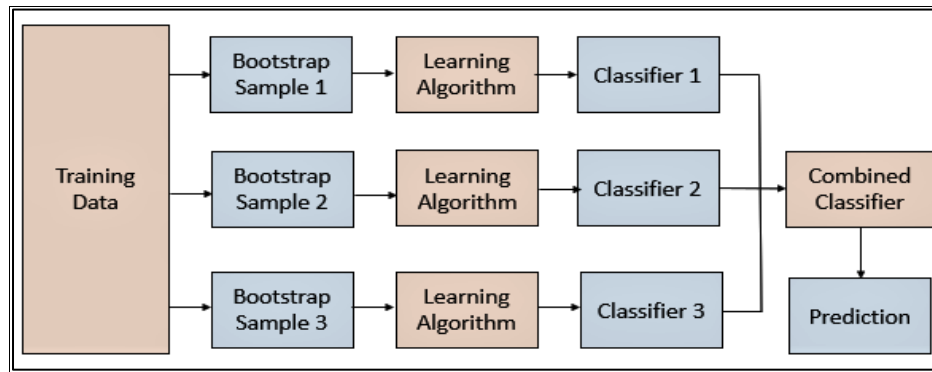 Training
Data
Bootstrap
Sample 1
Learning
Algorithm
Classifier 1
Bootstrap
Sample 2
Learning
Algorithm
Classifier 2
Combined
Classifier
Bootstrap
Sample 3
Learning
Algorithm
Classifier 3
Prediction